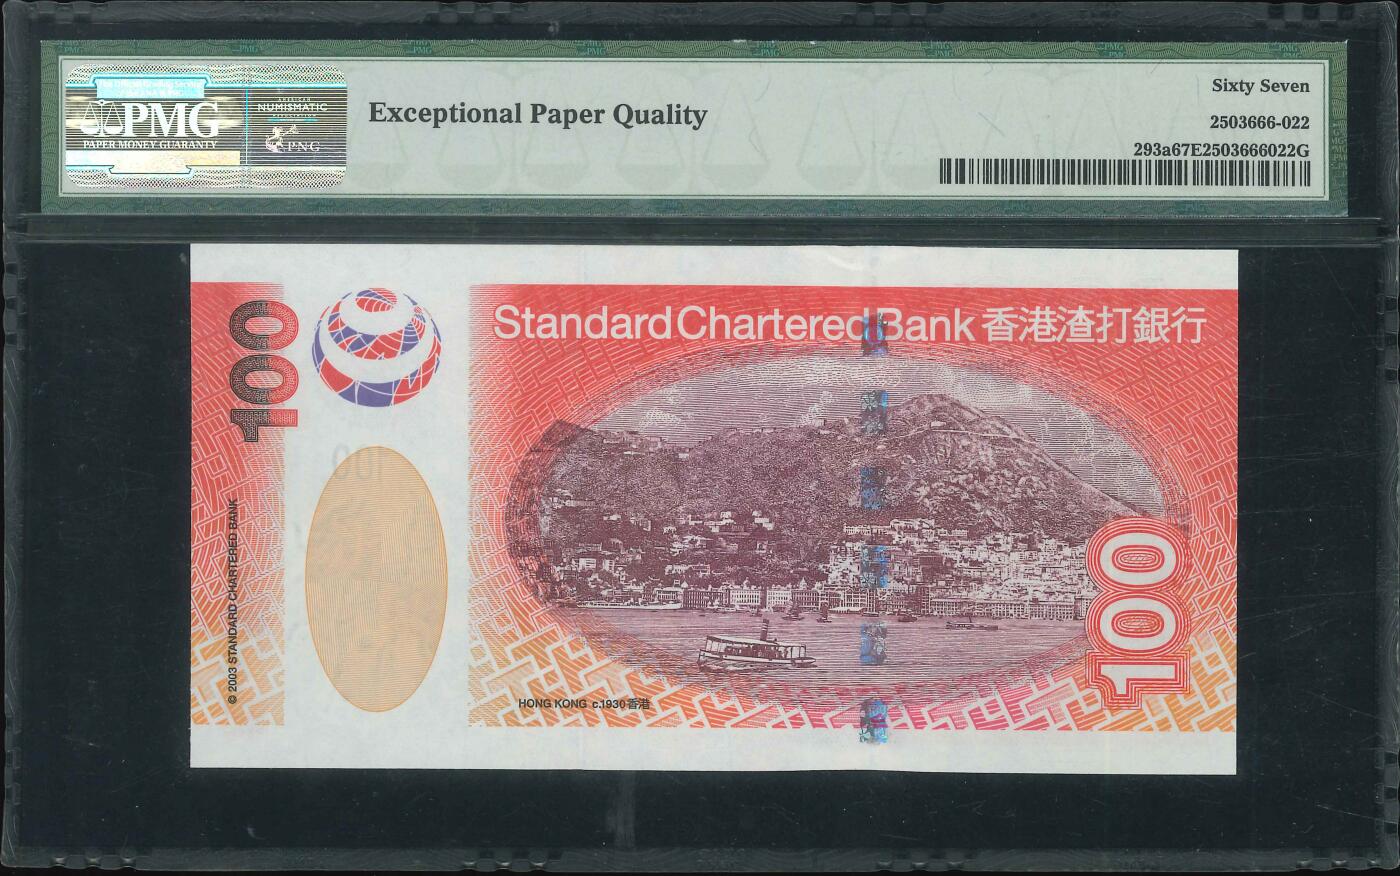 PMG
PAPER MONEY GUARANTY
NUMISMATIC
PNG
Exceptional Paper Quality
Sixty Seven
2503666-022
293a67E2503666022G
Standard Chartered Bank 香港渣打銀行
100
100
© 2003 STANDARD CHARTERED BANK
HONG KONG c.1930 香港